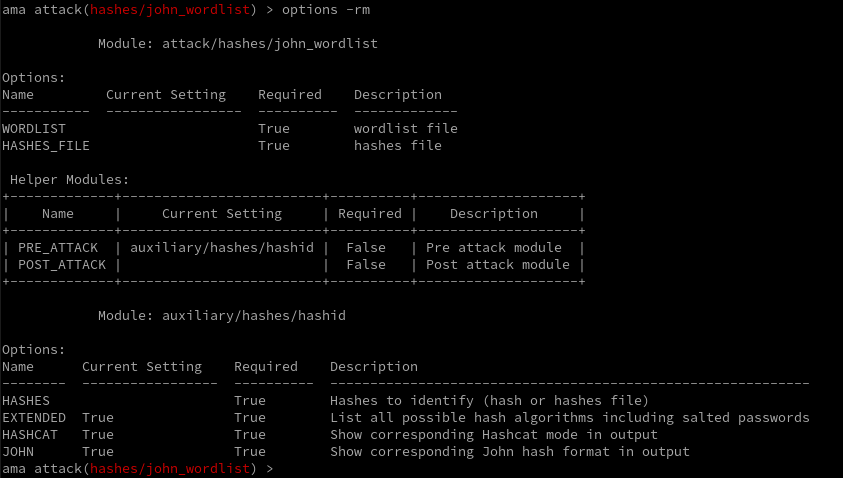 ama attack(hashes/john_wordlist) > options -rm
Module: attack/hashes/john_wordlist
Options:
Name         Current Setting    Required    Description
-----------  -----------------  ----------  -------------
WORDLIST                        True        wordlist file
HASHES_FILE                     True        hashes file
Helper Modules:
+-------------+-------------------------+----------+--------------------+
|    Name     |     Current Setting     | Required |    Description     |
+-------------+-------------------------+----------+--------------------+
| PRE_ATTACK  | auxiliary/hashes/hashid |  False   | Pre attack module  |
| POST_ATTACK |                         |  False   | Post attack module |
+-------------+-------------------------+----------+--------------------+
Module: auxiliary/hashes/hashid
Options:
Name      Current Setting    Required    Description
--------  -----------------  ----------  ------------------------------------------------------------
HASHES                       True        Hashes to identify (hash or hashes file)
EXTENDED  True               True        List all possible hash algorithms including salted passwords
HASHCAT   True               True        Show corresponding Hashcat mode in output
JOHN      True               True        Show corresponding John hash format in output
ama attack(hashes/john_wordlist) >